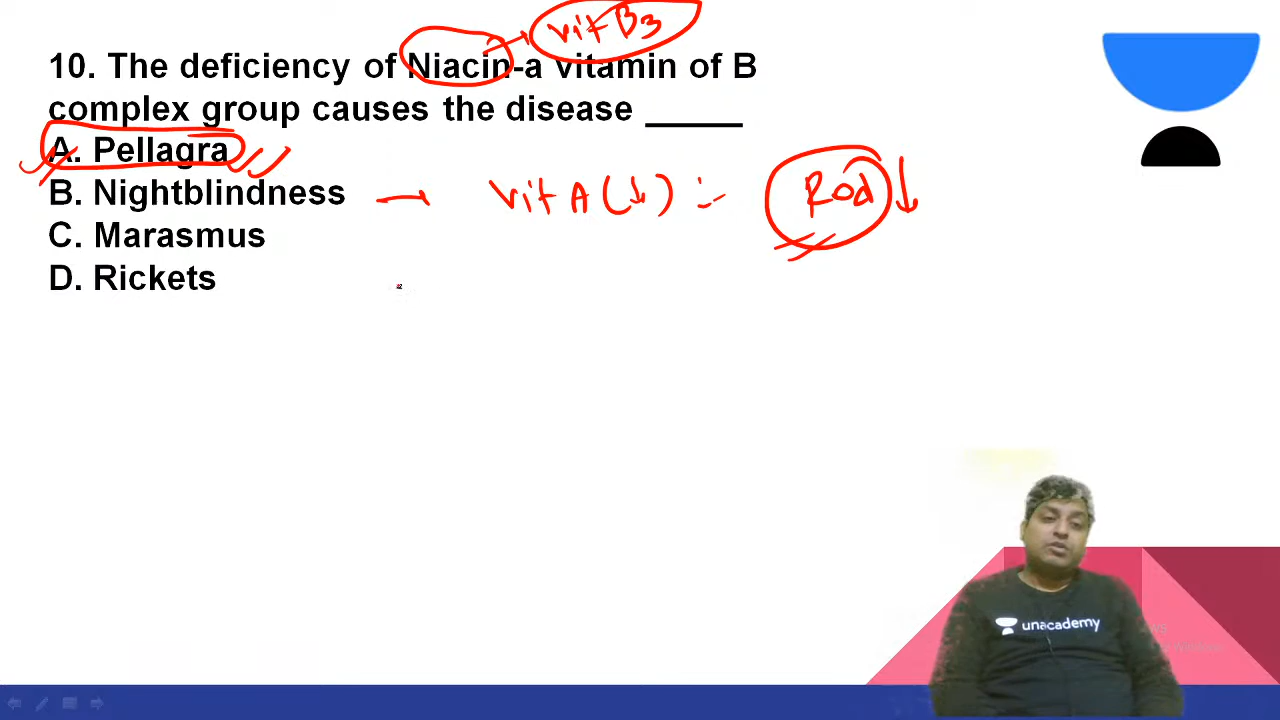 vit B3
10. The deficiency of Niacin-a vitamin of B
complex group causes the disease _____
A. Pellagra
B. Nightblindness → vit A (↓) :- Rod ↓
C. Marasmus
D. Rickets
unacademy